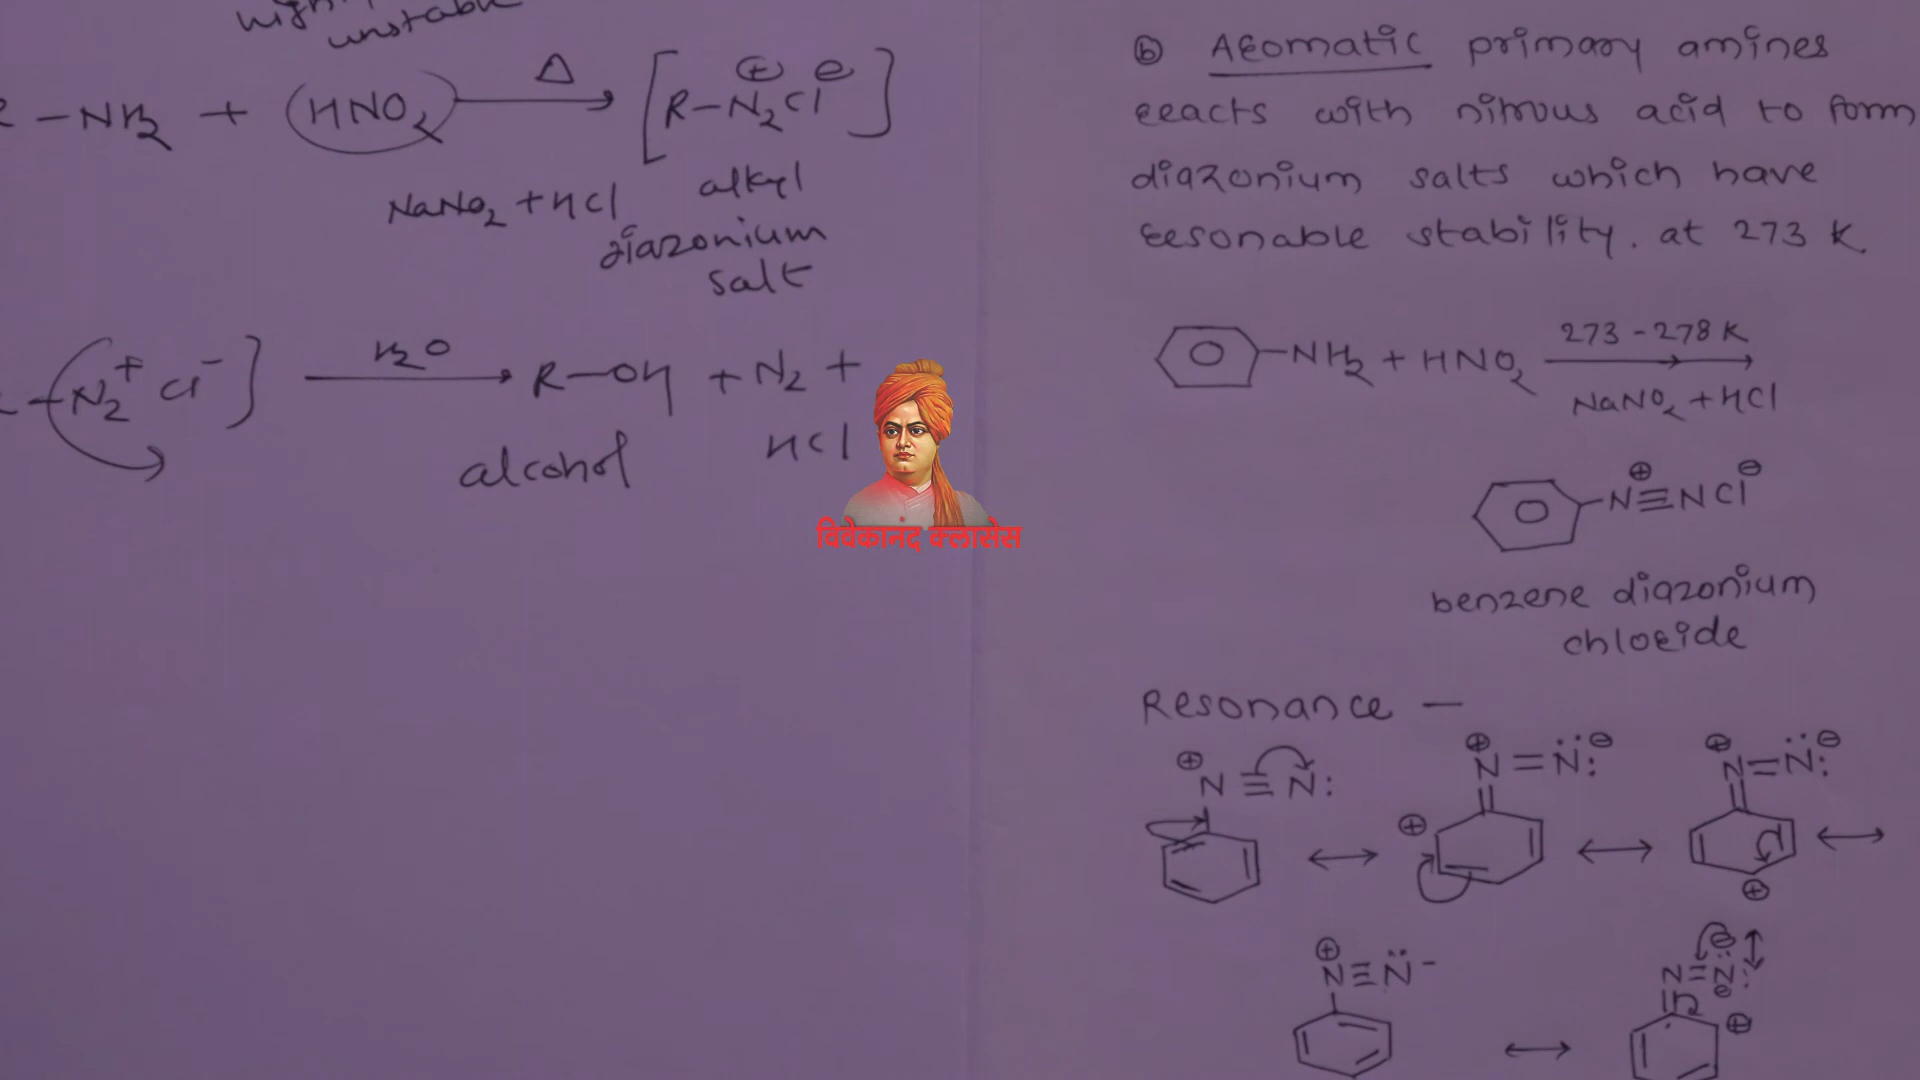 unstable
-NH2 + HNO2 Δ [R-N2 Cl] ⊕ ⊖
NaNO2 + HCl
alkyl
diazonium
salt
-N2⁺ Cl⁻] H2O R-OH + N2 +
HCl
alcohol
विवेकानंद क्लासेस
ⓑ Aromatic primary amines
reacts with nitrous acid to form
diazonium salts which have
resonable stability. at 273 K.
-NH2 + HNO2 273-278 K
NaNO2 + HCl
-N⊕≡NCl⊖
benzene diazonium
chloride
Resonance —
⊕N≡N: ↔ ⊕N=N̈:⊖ ⊕ ↔ ⊕N=N̈:⊖ ⊕ ↔
⊕N≡N̈- ↔ N=N̈: ⊖ ⊕